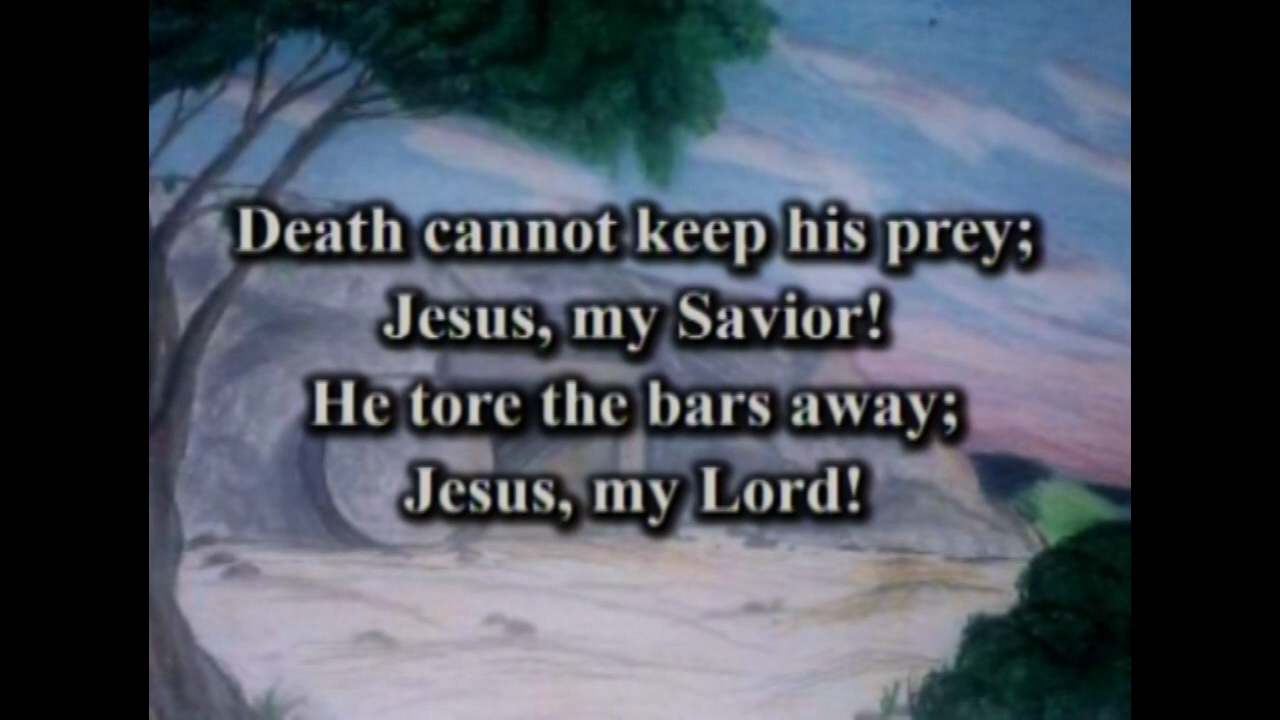 Death cannot keep his prey;
Jesus, my Savior!
He tore the bars away;
Jesus, my Lord!